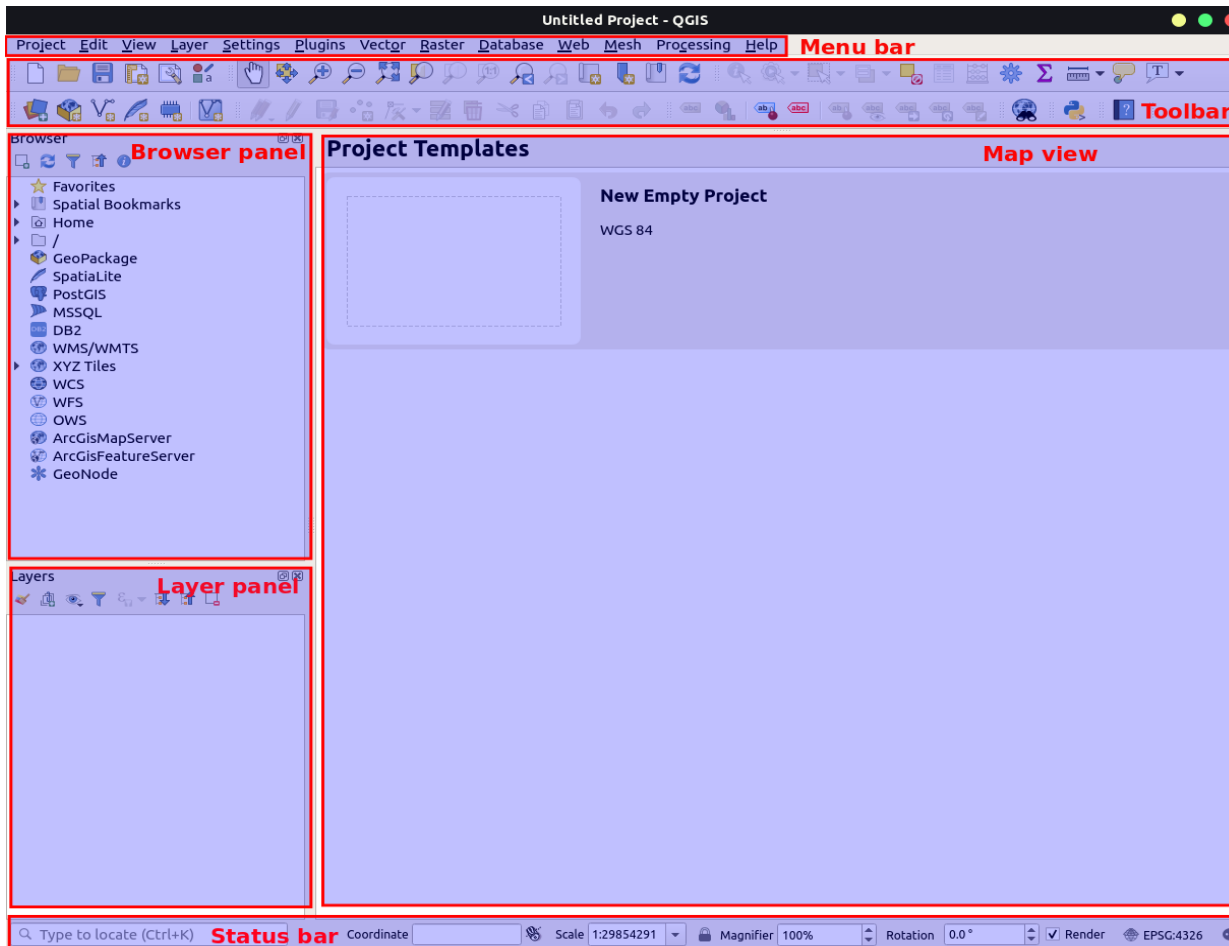 Untitled Project - QGIS
Project Edit View Layer Settings Plugins Vector Raster Database Web Mesh Processing Help
Menu bar
Toolbar
Browser
Browser panel
Favorites
Spatial Bookmarks
Home
/
GeoPackage
SpatiaLite
PostGIS
MSSQL
DB2
WMS/WMTS
XYZ Tiles
WCS
WFS
OWS
ArcGisMapServer
ArcGisFeatureServer
GeoNode
Layers
Layer panel
Project Templates
Map view
New Empty Project
WGS 84
Type to locate (Ctrl+K)
Status bar
Coordinate
Scale 1:29854291
Magnifier 100%
Rotation 0.0 °
Render
EPSG:4326